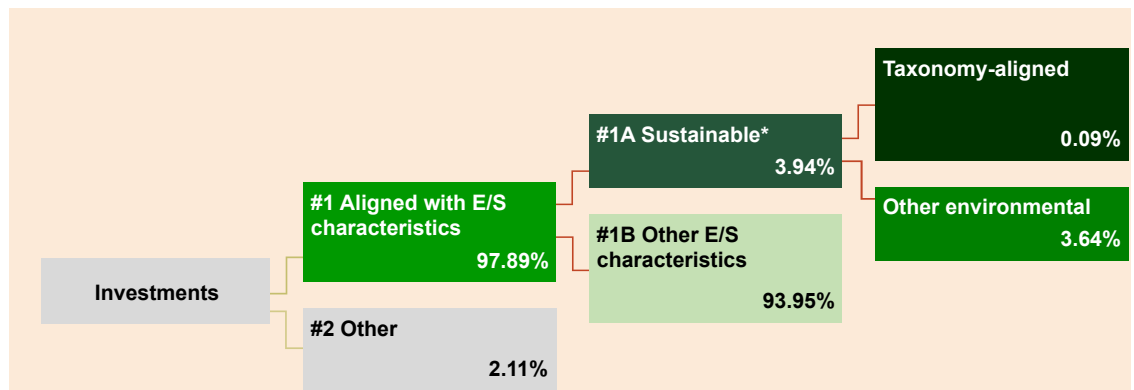 Investments
#1 Aligned with E/S
characteristics
97.89%
#2 Other
2.11%
#1A Sustainable*
3.94%
#1B Other E/S
characteristics
93.95%
Taxonomy-aligned
0.09%
Other environmental
3.64%